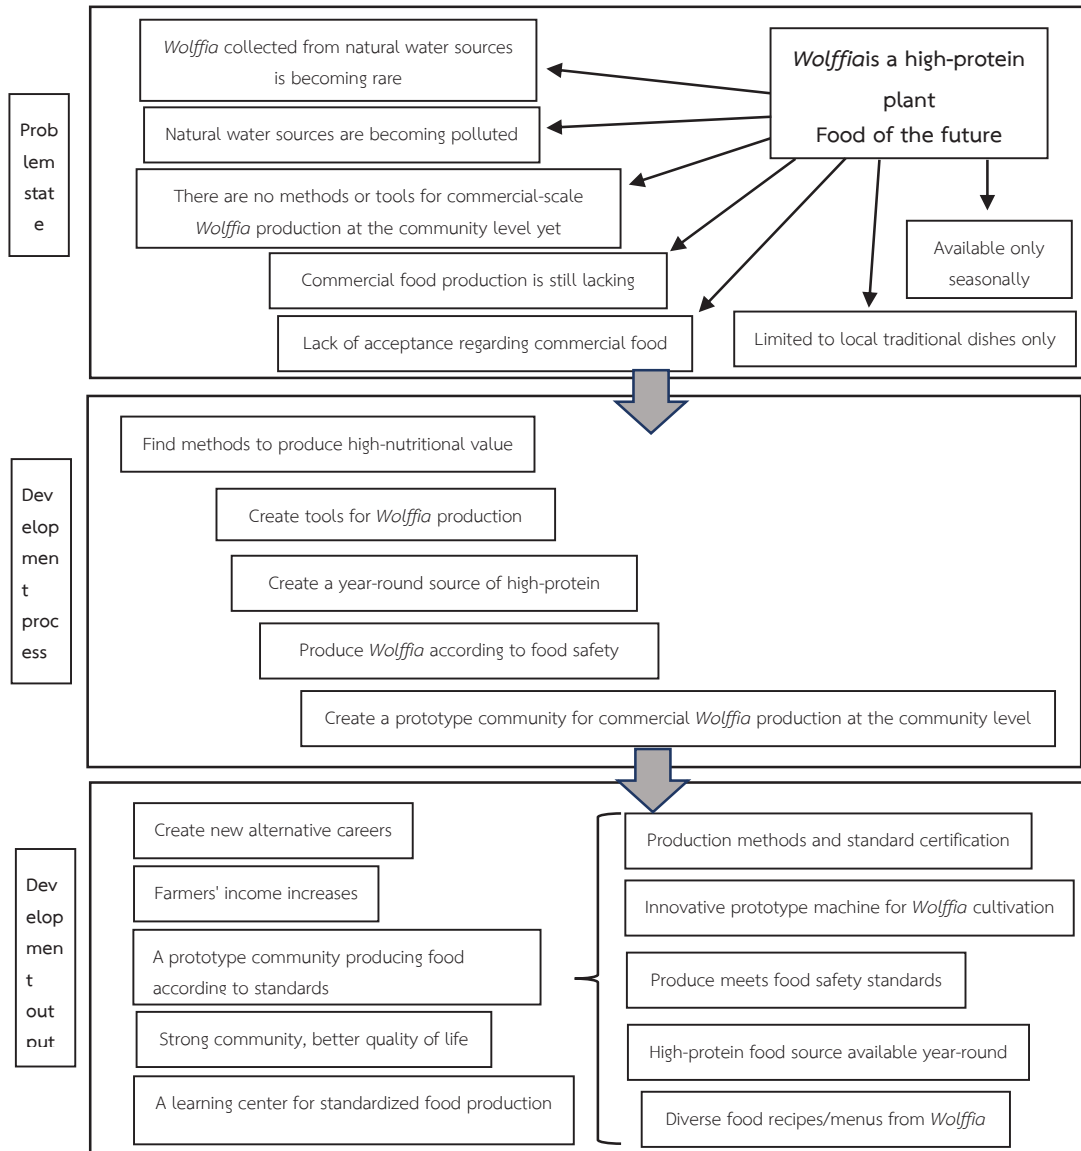 Prob
lem
stat
e
Wolffia collected from natural water sources
is becoming rare
Natural water sources are becoming polluted
There are no methods or tools for commercial-scale
Wolffia production at the community level yet
Commercial food production is still lacking
Lack of acceptance regarding commercial food
Wolffiais a high-protein
plant
Food of the future
Available only
seasonally
Limited to local traditional dishes only
Dev
elop
men
t
proc
ess
Find methods to produce high-nutritional value
Create tools for Wolffia production
Create a year-round source of high-protein
Produce Wolffia according to food safety
Create a prototype community for commercial Wolffia production at the community level
Dev
elop
men
t
out
put
Create new alternative careers
Farmers' income increases
A prototype community producing food
according to standards
Strong community, better quality of life
A learning center for standardized food production
Production methods and standard certification
Innovative prototype machine for Wolffia cultivation
Produce meets food safety standards
High-protein food source available year-round
Diverse food recipes/menus from Wolffia